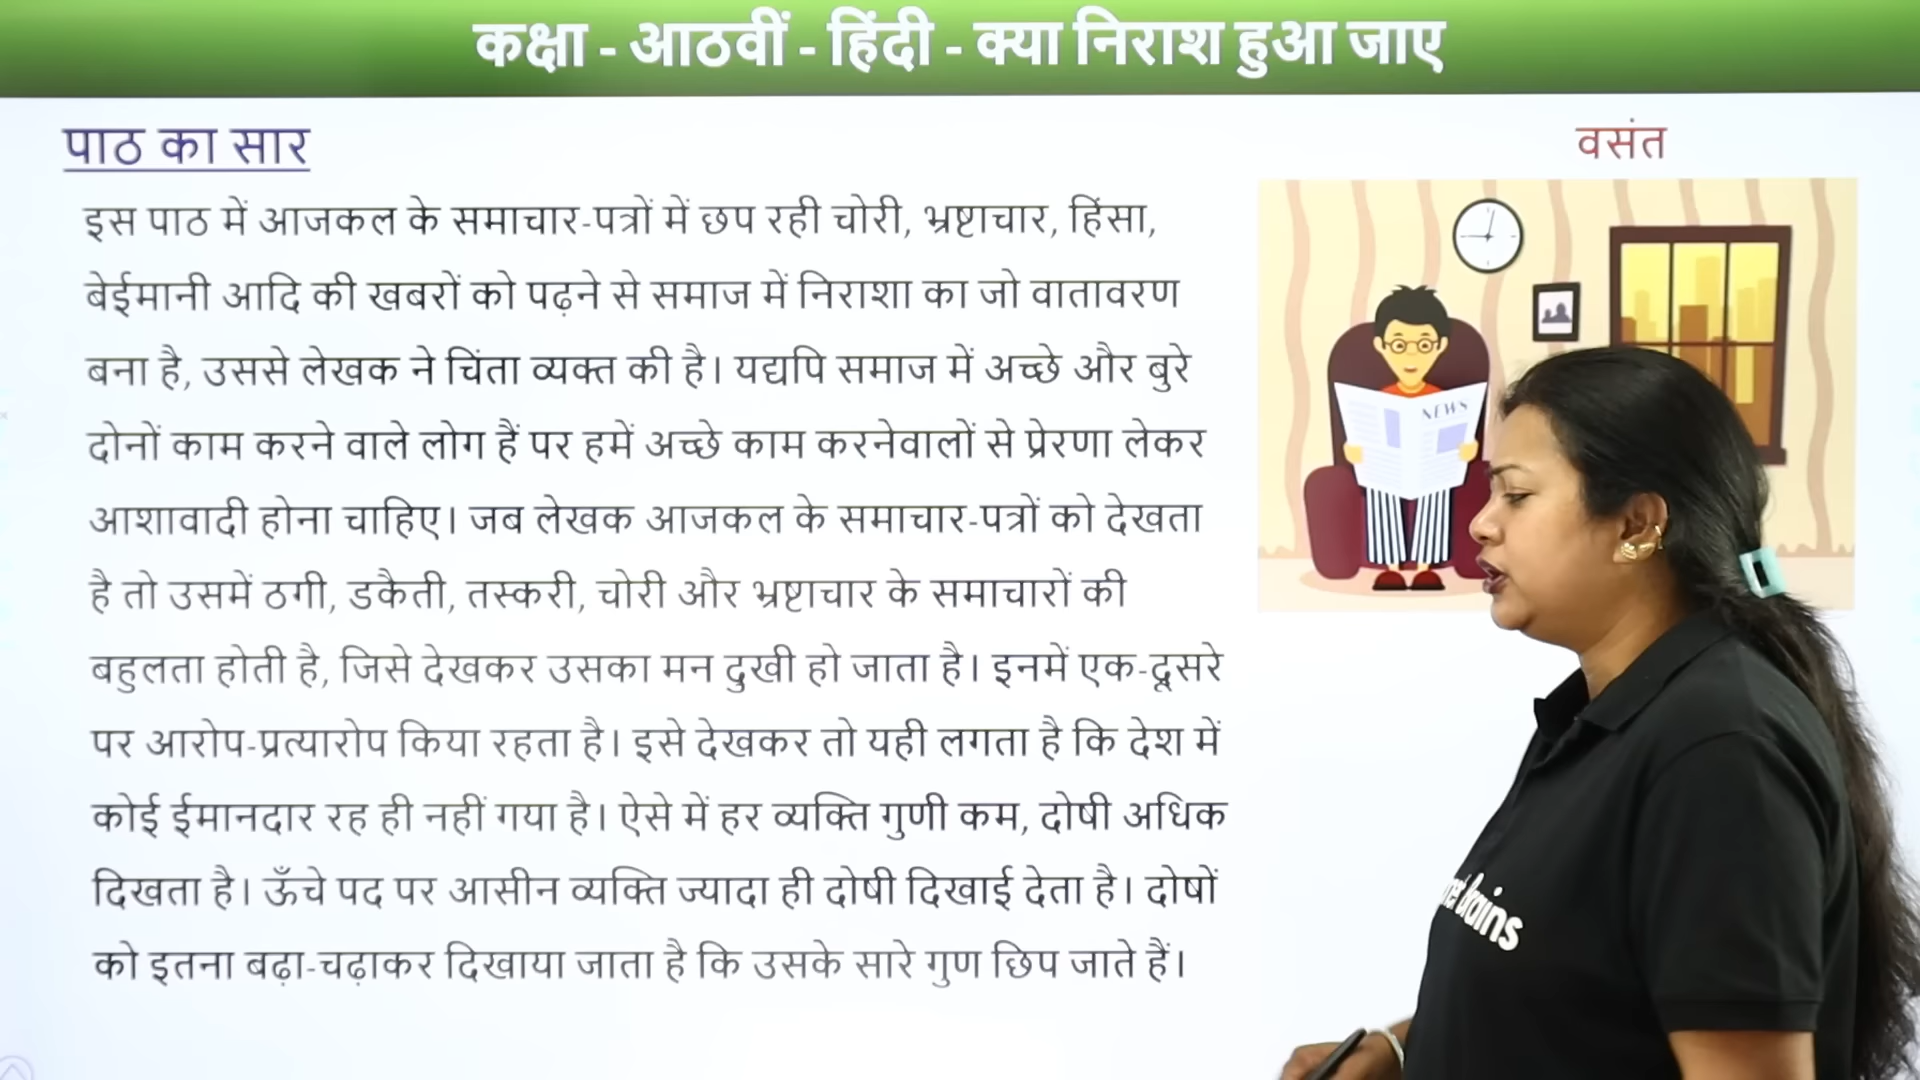 कक्षा - आठवीं - हिंदी - क्या निराश हुआ जाए
पाठ का सार
वसंत
इस पाठ में आजकल के समाचार-पत्रों में छप रही चोरी, भ्रष्टाचार, हिंसा,
बेईमानी आदि की खबरों को पढ़ने से समाज में निराशा का जो वातावरण
बना है, उससे लेखक ने चिंता व्यक्त की है। यद्यपि समाज में अच्छे और बुरे
दोनों काम करने वाले लोग हैं पर हमें अच्छे काम करनेवालों से प्रेरणा लेकर
आशावादी होना चाहिए। जब लेखक आजकल के समाचार-पत्रों को देखता
है तो उसमें ठगी, डकैती, तस्करी, चोरी और भ्रष्टाचार के समाचारों की
बहुलता होती है, जिसे देखकर उसका मन दुखी हो जाता है। इनमें एक-दूसरे
पर आरोप-प्रत्यारोप किया रहता है। इसे देखकर तो यही लगता है कि देश में
कोई ईमानदार रह ही नहीं गया है। ऐसे में हर व्यक्ति गुणी कम, दोषी अधिक
दिखता है। ऊँचे पद पर आसीन व्यक्ति ज्यादा ही दोषी दिखाई देता है। दोषों
को इतना बढ़ा-चढ़ाकर दिखाया जाता है कि उसके सारे गुण छिप जाते हैं।
NEWS
brains